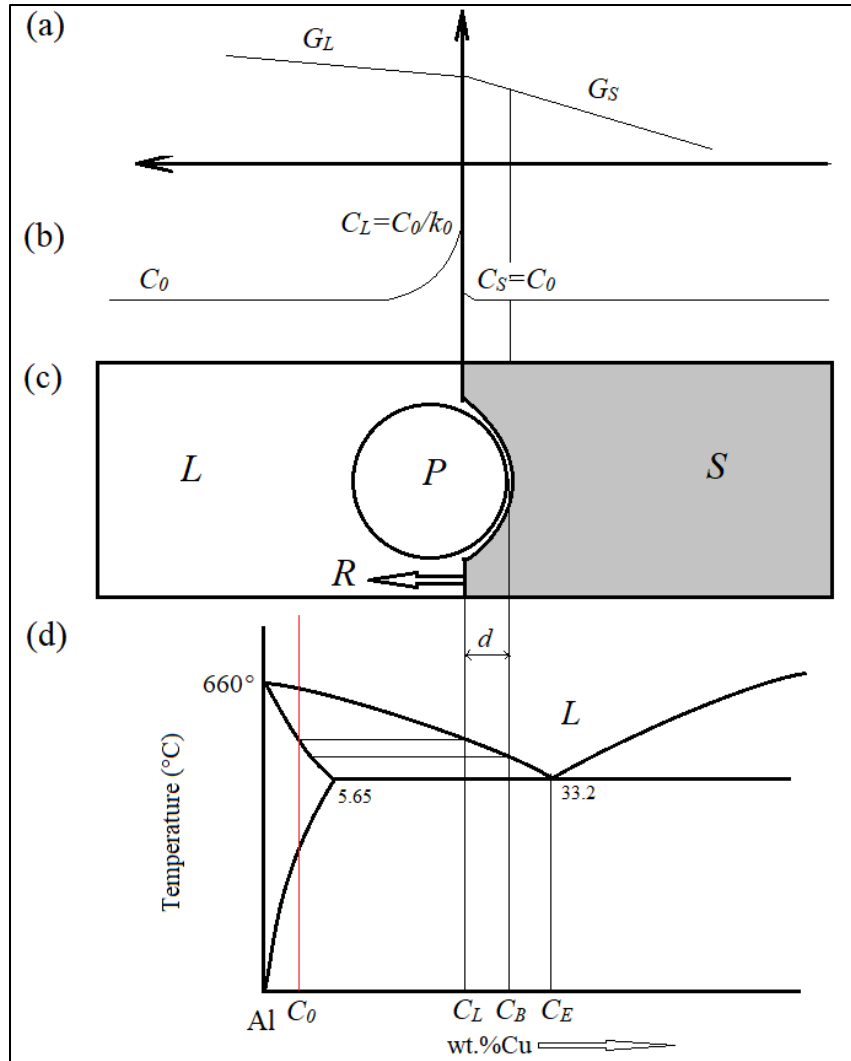 (a)
G_L
G_S
(b)
C_L=C_0/k_0
C_0
C_S=C_0
(c)
L
P
S
R
(d)
d
660°
L
5.65
33.2
Temperature (°C)
Al C_0 C_L C_B C_E
wt.%Cu